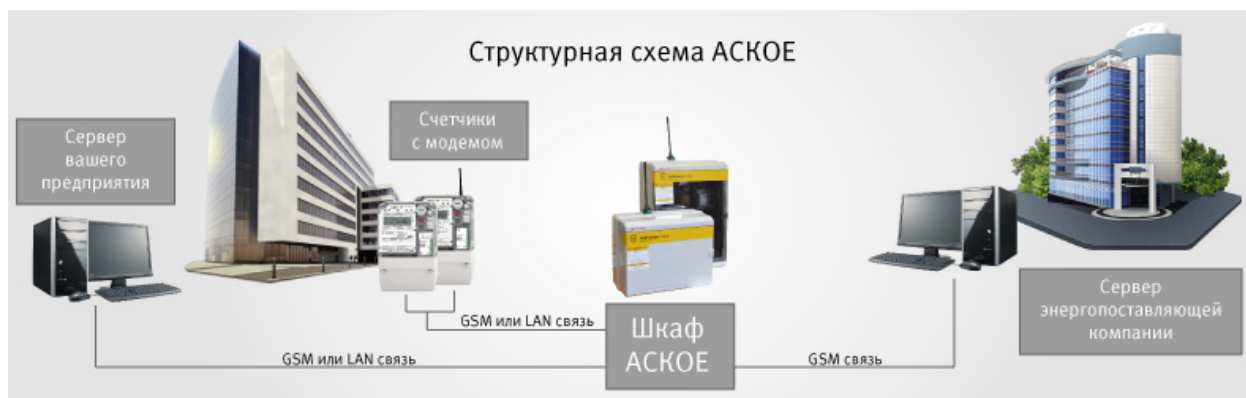 Структурная схема АСКОЕ
Сервер
вашего
предприятия
Счетчики
с модемом
GSM или LAN связь
GSM или LAN связь
Шкаф
АСКОЕ
GSM связь
Сервер
энергопоставляющей
компании